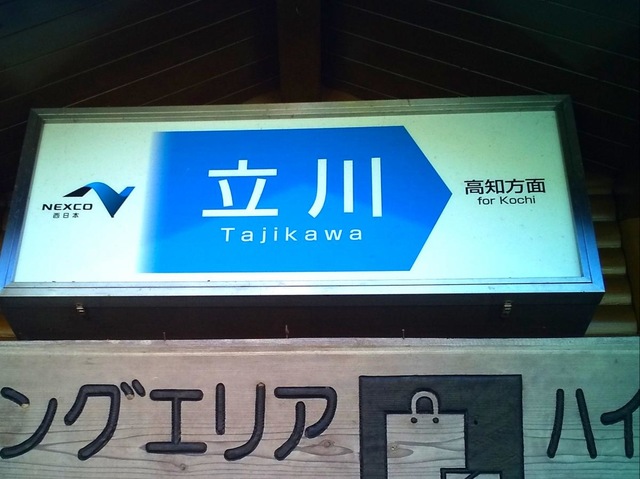 立川
Tajikawa
高知方面
for Kochi
NEXCO
西日本
ングエリア
ハイ